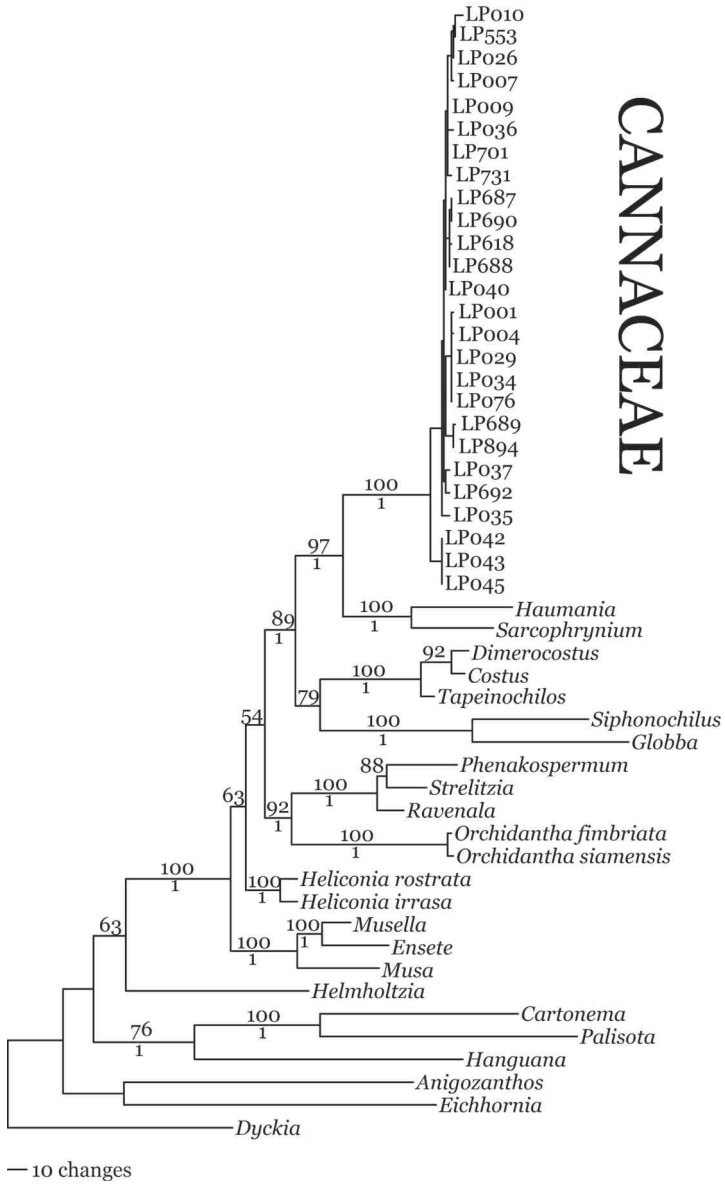 LP010
LP553
LP026
LP007
LP009
LP036
LP701
LP731
LP687
LP690
LP618
LP688
LP040
LP001
LP004
LP029
LP034
LP076
LP689
LP894
LP037
LP692
100
1
LP035
LP042
97
1
LP043
LP045
100
1
Haumania
Sarcophrynium
89
1
92
Dimerocostus
100
1
Costus
79
Tapeinochilos
54
100
1
Siphonochilus
Globba
88
Phenakospermum
63
100
1
Strelitzia
92
1
Ravenala
100
1
Orchidantha fimbriata
Orchidantha siamensis
100
1
100
1
Heliconia rostrata
Heliconia irrasa
63
100
1
Musella
100
1
Ensete
Musa
Helmholtzia
76
1
100
1
Cartonema
Palisota
Hanguana
Anigozanthos
Eichhornia
Dyckia
10 changes
CANNACEAE